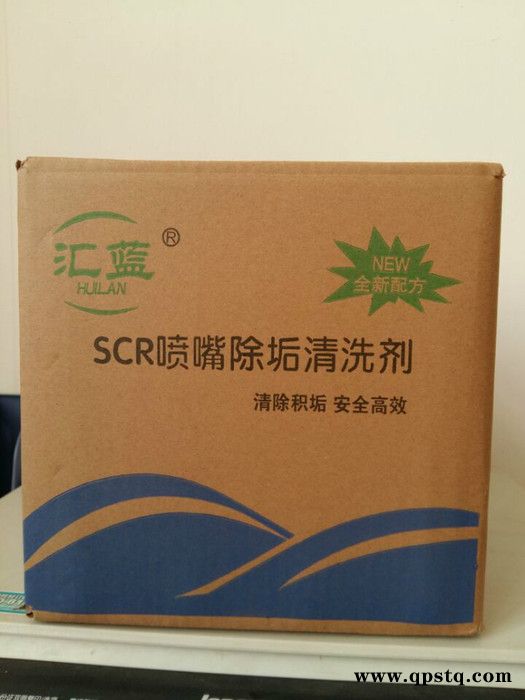 汇蓝®
HUILAN
NEW
全新配方
SCR喷嘴除垢清洗剂
清除积垢 安全高效
www.qpstq.com